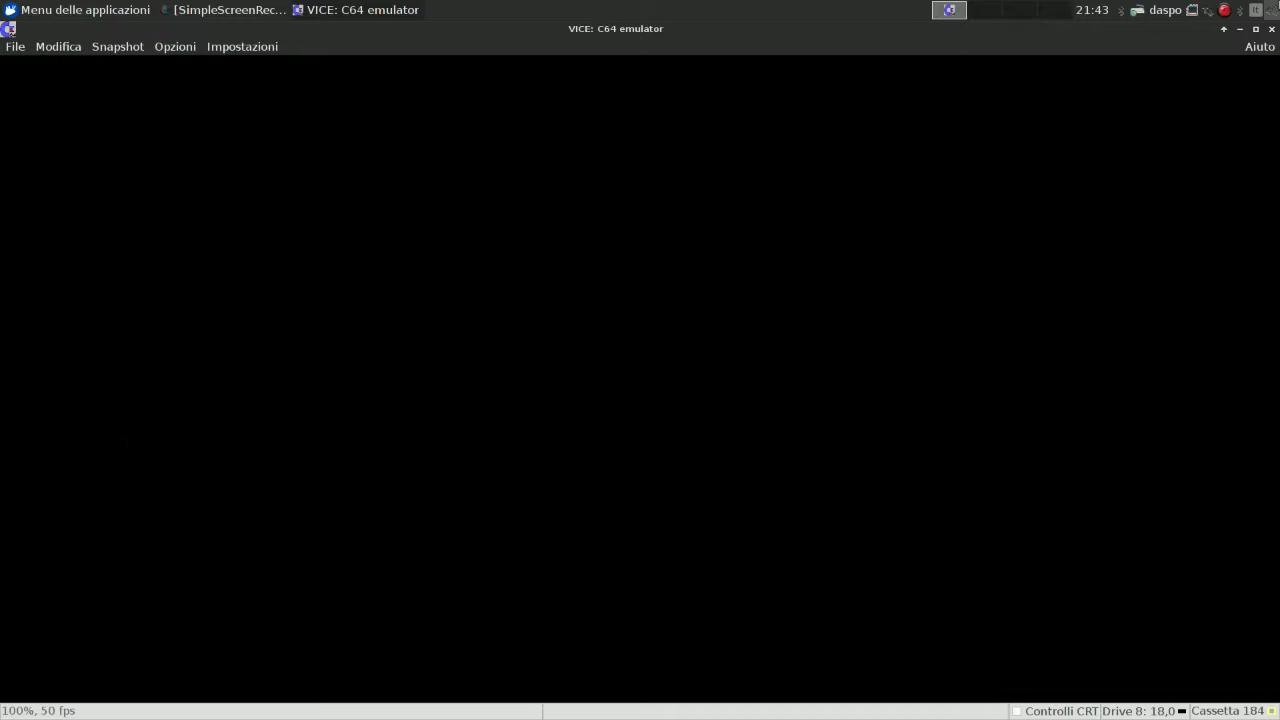 Menu delle applicazioni [SimpleScreenRec... VICE: C64 emulator 21:43 daspo It
VICE: C64 emulator
File Modifica Snapshot Opzioni Impostazioni Aiuto
100%, 50 fps Controlli CRT Drive 8: 18,0 Cassetta 184